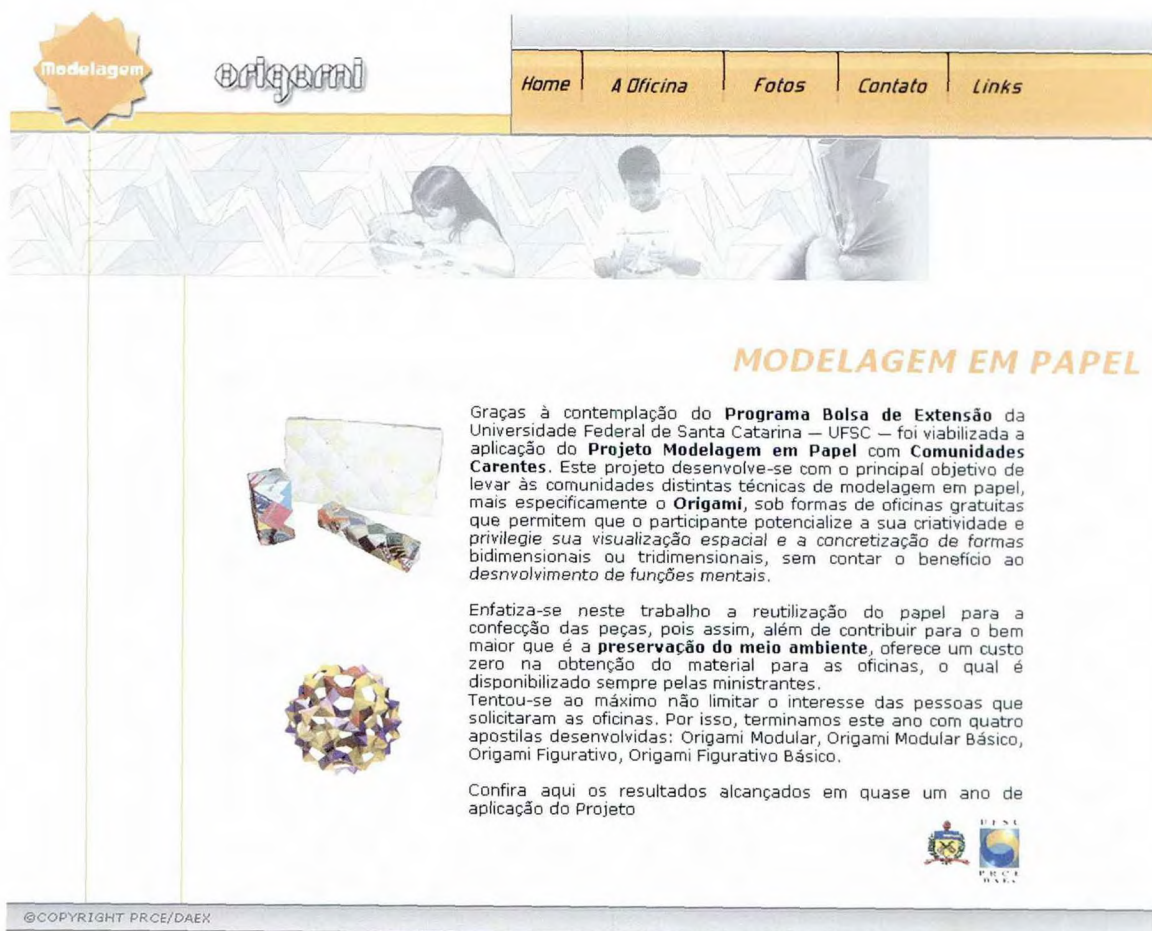 Modelagem
origami
Home
A Oficina
Fotos
Contato
Links
MODELAGEM EM PAPEL
Graças à contemplação do Programa Bolsa de Extensão da
Universidade Federal de Santa Catarina — UFSC — foi viabilizada a
aplicação do Projeto Modelagem em Papel com Comunidades
Carentes. Este projeto desenvolve-se com o principal objetivo de
levar às comunidades distintas técnicas de modelagem em papel,
mais especificamente o Origami, sob formas de oficinas gratuitas
que permitem que o participante potencialize a sua criatividade e
privilegie sua visualização espacial e a concretização de formas
bidimensionais ou tridimensionais, sem contar o benefício ao
desnvolvimento de funções mentais.
Enfatiza-se neste trabalho a reutilização do papel para a
confecção das peças, pois assim, além de contribuir para o bem
maior que é a preservação do meio ambiente, oferece um custo
zero na obtenção do material para as oficinas, o qual é
disponibilizado sempre pelas ministrantes.
Tentou-se ao máximo não limitar o interesse das pessoas que
solicitaram as oficinas. Por isso, terminamos este ano com quatro
apostilas desenvolvidas: Origami Modular, Origami Modular Básico,
Origami Figurativo, Origami Figurativo Básico.
Confira aqui os resultados alcançados em quase um ano de
aplicação do Projeto
UFSC
PRCE
DAEX
©COPYRIGHT PRCE/DAEX